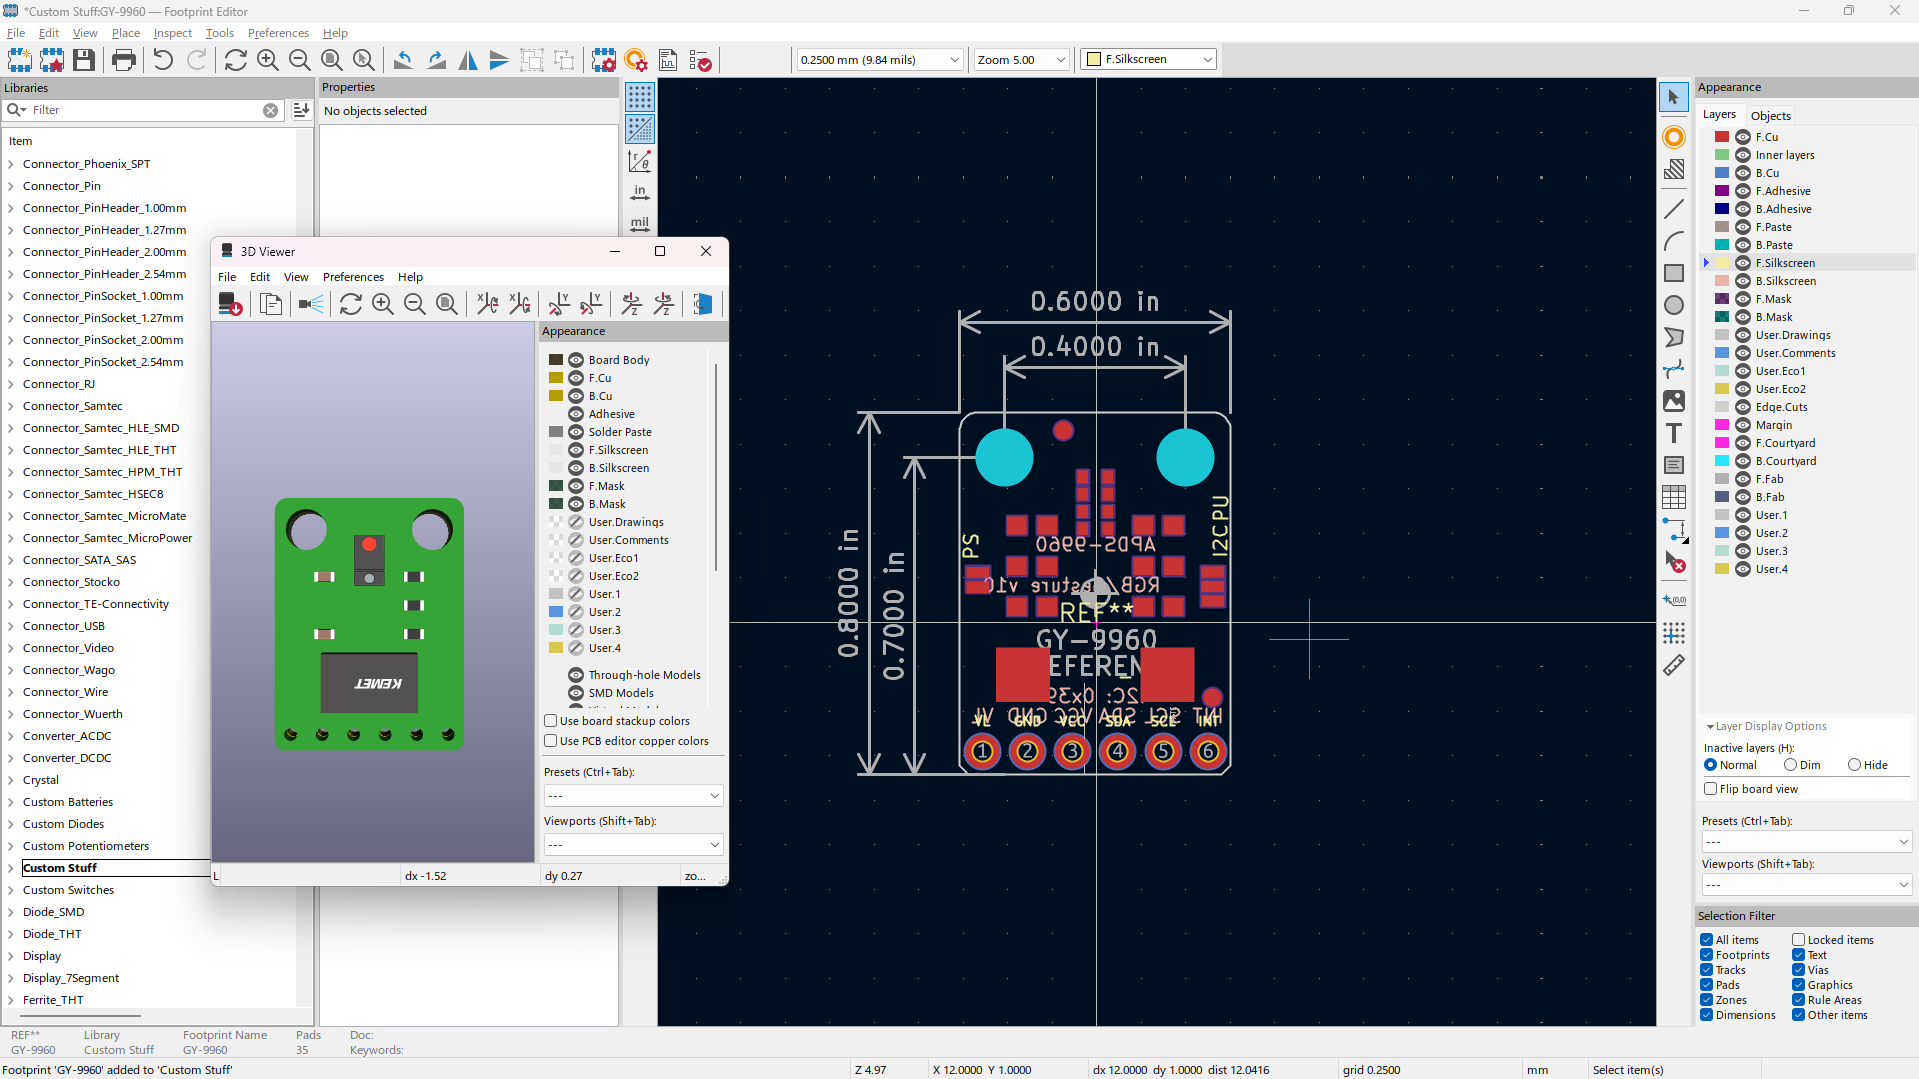 *Custom Stuff:GY-9960 — Footprint Editor
File Edit View Place Inspect Tools Preferences Help
0.2500 mm (9.84 mils)
Zoom 5.00
F.Silkscreen
Libraries
Filter
Item
Connector_Phoenix_SPT
Connector_Pin
Connector_PinHeader_1.00mm
Connector_PinHeader_1.27mm
Connector_PinHeader_2.00mm
Connector_PinHeader_2.54mm
Connector_PinSocket_1.00mm
Connector_PinSocket_1.27mm
Connector_PinSocket_2.00mm
Connector_PinSocket_2.54mm
Connector_RJ
Connector_Samtec
Connector_Samtec_HLE_SMD
Connector_Samtec_HLE_THT
Connector_Samtec_HPM_THT
Connector_Samtec_HSEC8
Connector_Samtec_MicroMate
Connector_Samtec_MicroPower
Connector_SATA_SAS
Connector_Stocko
Connector_TE-Connectivity
Connector_USB
Connector_Video
Connector_Wago
Connector_Wire
Connector_Wuerth
Converter_ACDC
Converter_DCDC
Crystal
Custom Batteries
Custom Diodes
Custom Potentiometers
Custom Stuff
Custom Switches
Diode_SMD
Diode_THT
Display
Display_7Segment
Ferrite_THT
Properties
No objects selected
in
mil
3D Viewer
File Edit View Preferences Help
KEMET
Appearance
Board Body
F.Cu
B.Cu
Adhesive
Solder Paste
F.Silkscreen
B.Silkscreen
F.Mask
B.Mask
User.Drawings
User.Comments
User.Eco1
User.Eco2
User.1
User.2
User.3
User.4
Through-hole Models
SMD Models
Use board stackup colors
Use PCB editor copper colors
Presets (Ctrl+Tab):
---
Viewports (Shift+Tab):
---
L
dx -1.52
dy 0.27
zo...
0.6000 in
0.4000 in
0.8000 in
0.7000 in
PS
I2CPU
APDS-9960
REF**
GY-9960
VL GND VCC SDA SCL INT
1 2 3 4 5 6
Appearance
Layers Objects
F.Cu
Inner layers
B.Cu
F.Adhesive
B.Adhesive
F.Paste
B.Paste
F.Silkscreen
B.Silkscreen
F.Mask
B.Mask
User.Drawings
User.Comments
User.Eco1
User.Eco2
Edge.Cuts
Margin
F.Courtyard
B.Courtyard
F.Fab
B.Fab
User.1
User.2
User.3
User.4
Layer Display Options
Inactive layers (H):
Normal Dim Hide
Flip board view
Presets (Ctrl+Tab):
---
Viewports (Shift+Tab):
---
Selection Filter
All items Locked items
Footprints Text
Tracks Vias
Pads Graphics
Zones Rule Areas
Dimensions Other items
(0,0)
REF** Library Footprint Name Pads Doc:
GY-9960 Custom Stuff GY-9960 35 Keywords:
Footprint 'GY-9960' added to 'Custom Stuff' Z 4.97 X 12.0000 Y 1.0000 dx 12.0000 dy 1.0000 dist 12.0416 grid 0.2500 mm Select item(s)